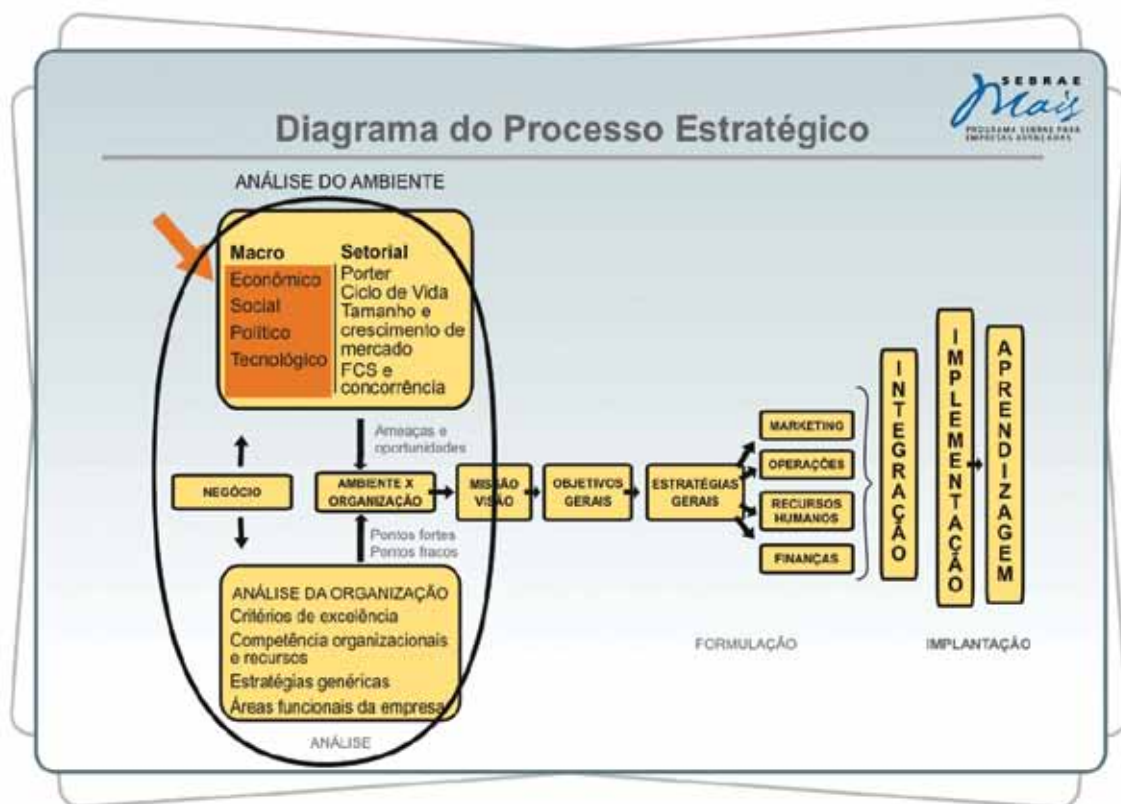 SEBRAE
Mais
PROGRAMA SEBRAE PARA
EMPRESAS AVANÇADAS
Diagrama do Processo Estratégico
ANÁLISE DO AMBIENTE
Macro
Econômico
Social
Político
Tecnológico
Setorial
Porter
Ciclo de Vida
Tamanho e
crescimento de
mercado
FCS e
concorrência
Ameaças e
oportunidades
NEGÓCIO
AMBIENTE X
ORGANIZAÇÃO
MISSÃO
VISÃO
OBJETIVOS
GERAIS
ESTRATÉGIAS
GERAIS
MARKETING
OPERAÇÕES
RECURSOS
HUMANOS
FINANÇAS
INTEGRAÇÃO
IMPLEMENTAÇÃO
APRENDIZAGEM
Pontos fortes
Pontos fracos
ANÁLISE DA ORGANIZAÇÃO
Critérios de excelência
Competência organizacionais
e recursos
Estratégias genéricas
Áreas funcionais da empresa
ANÁLISE
FORMULAÇÃO
IMPLANTAÇÃO